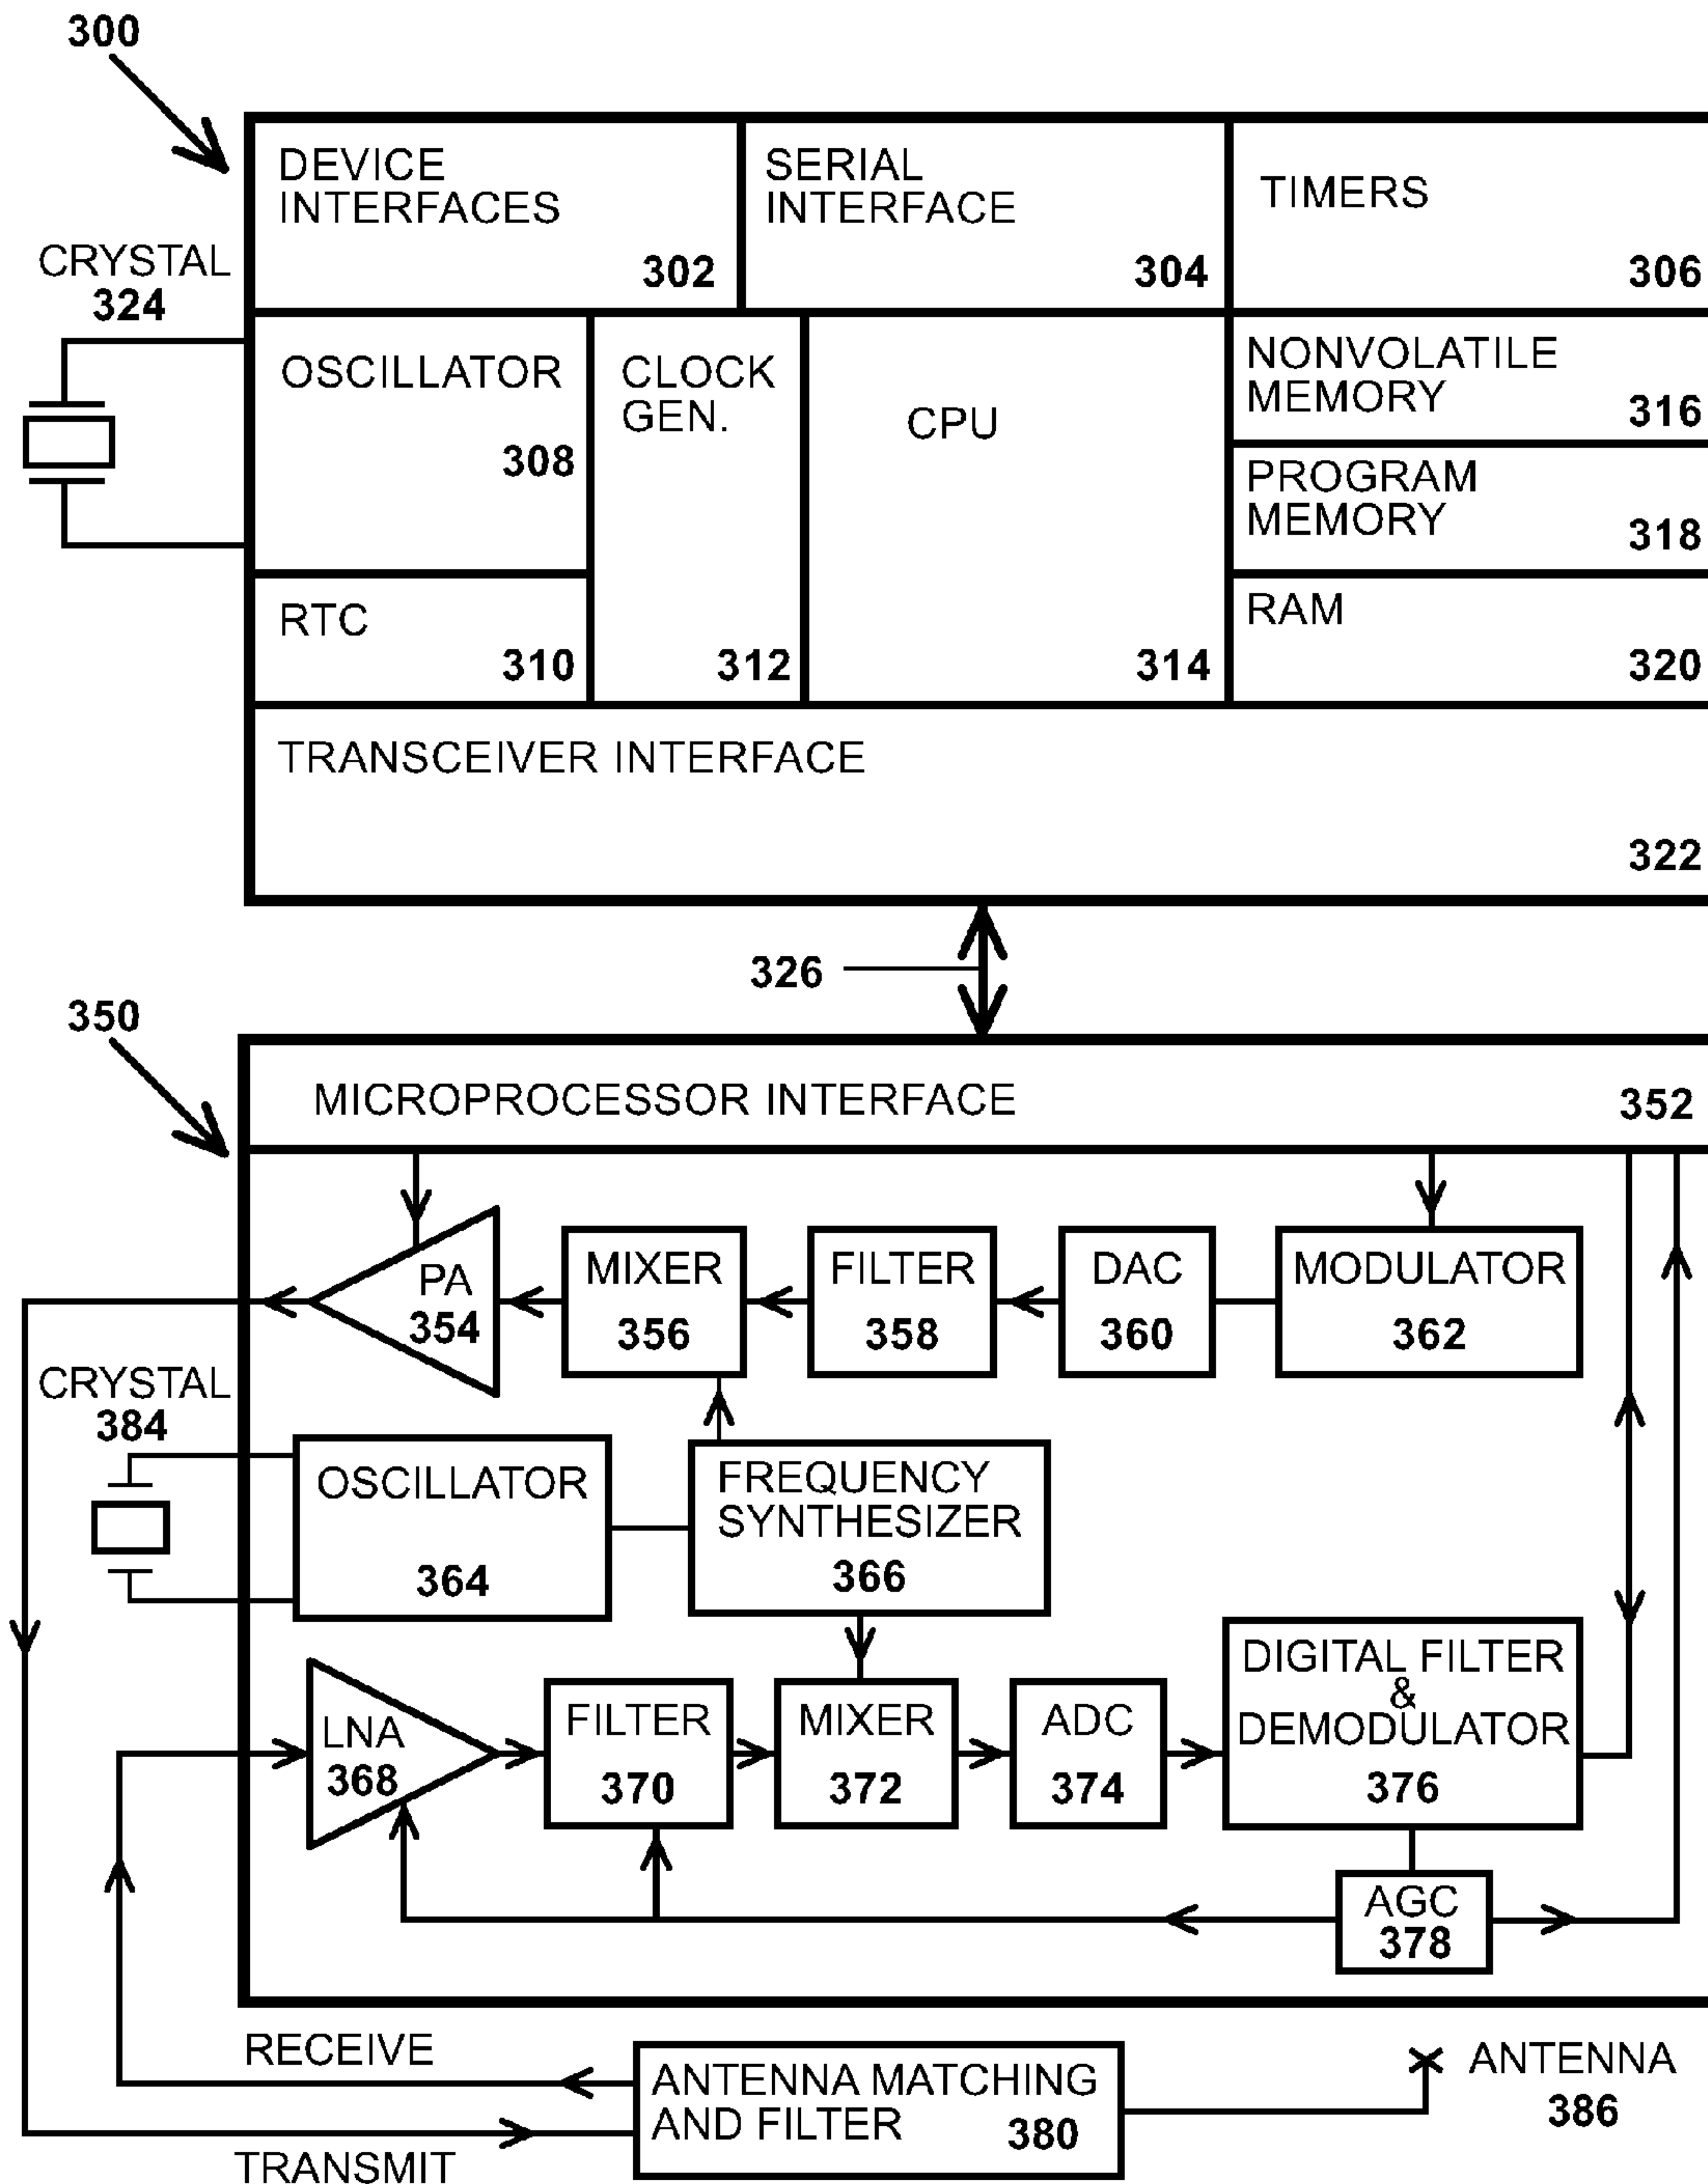 300
DEVICE
INTERFACES
302
SERIAL
INTERFACE
304
TIMERS
306
CRYSTAL
324
OSCILLATOR
308
CLOCK
GEN.
312
CPU
314
NONVOLATILE
MEMORY
316
PROGRAM
MEMORY
318
RTC
310
RAM
320
TRANSCEIVER INTERFACE
322
326
350
MICROPROCESSOR INTERFACE
352
PA
354
MIXER
356
FILTER
358
DAC
360
MODULATOR
362
CRYSTAL
384
OSCILLATOR
364
FREQUENCY
SYNTHESIZER
366
LNA
368
FILTER
370
MIXER
372
ADC
374
DIGITAL FILTER
&
DEMODULATOR
376
AGC
378
RECEIVE
TRANSMIT
ANTENNA MATCHING
AND FILTER
380
ANTENNA
386